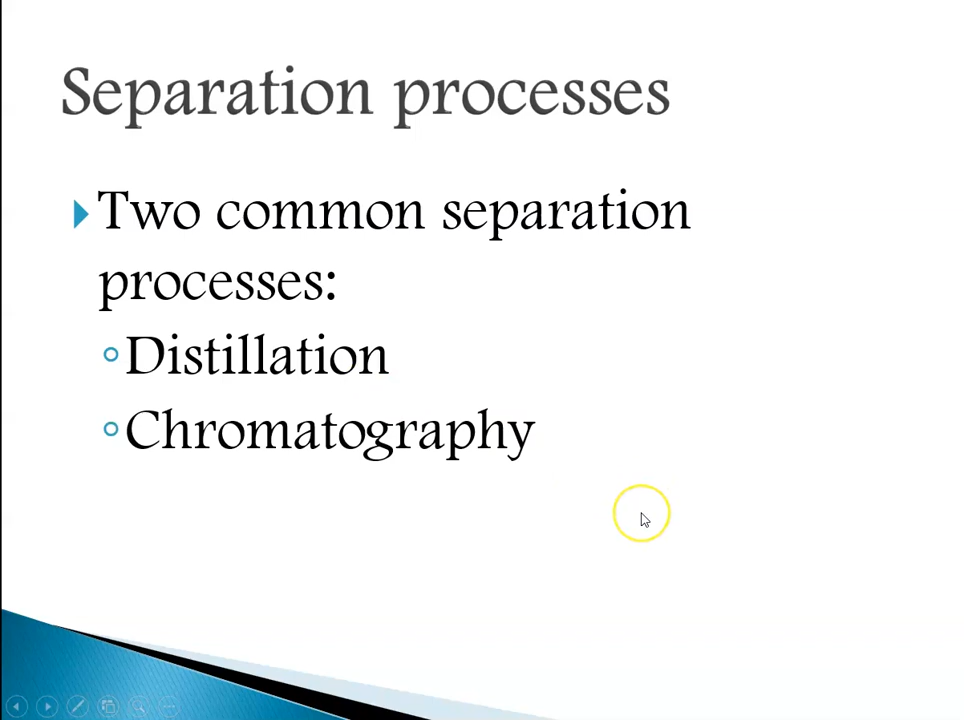 Separation processes
Two common separation
processes:
Distillation
Chromatography